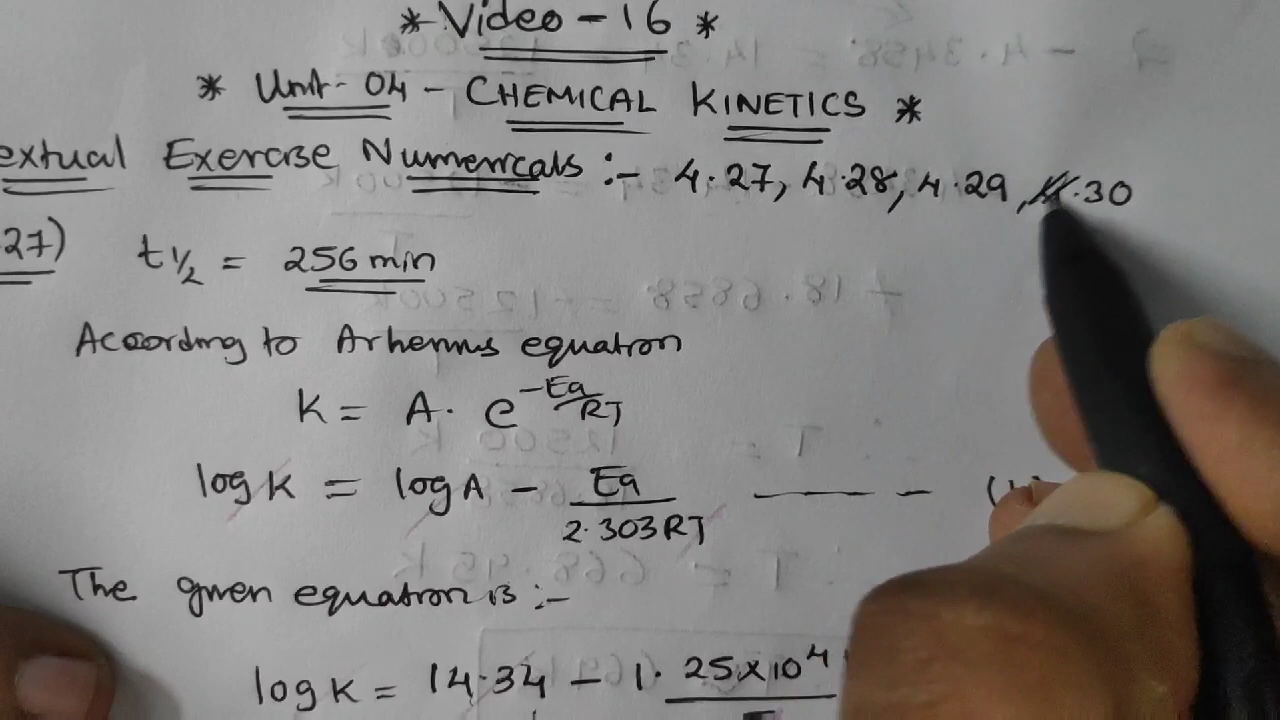 * Video - 16 *
* Unit - 04 - CHEMICAL KINETICS *
extual Exercise Numericals :- 4.27, 4.28, 4.29, 4.30
27) t½ = 256 min
According to Arhenius equation
K = A. e^-Ea/RT
log K = log A - Ea/2.303RT ——— -
The given equation is :-
log K = 14.34 - 1.25x10⁴